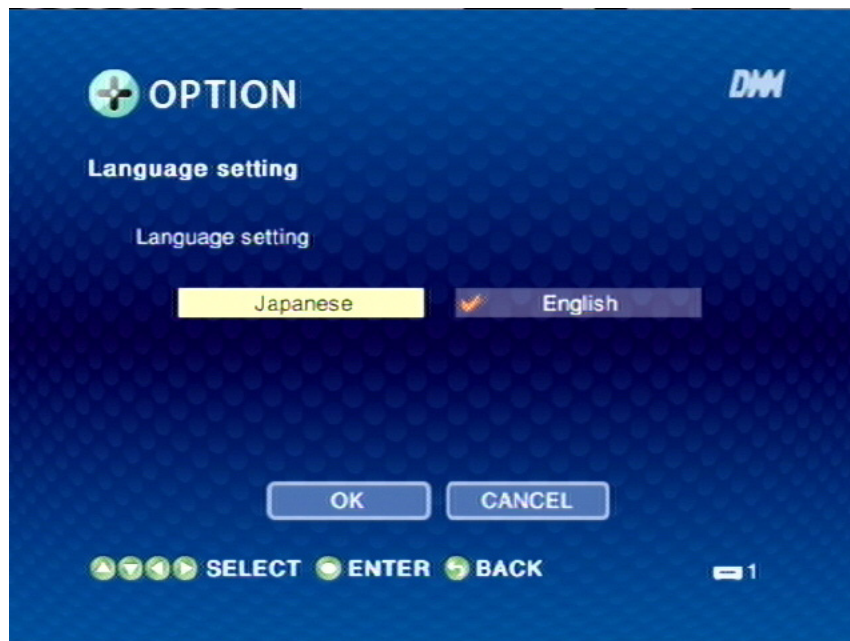 OPTION
DMM
Language setting
Language setting
Japanese English
OK CANCEL
SELECT ENTER BACK
1